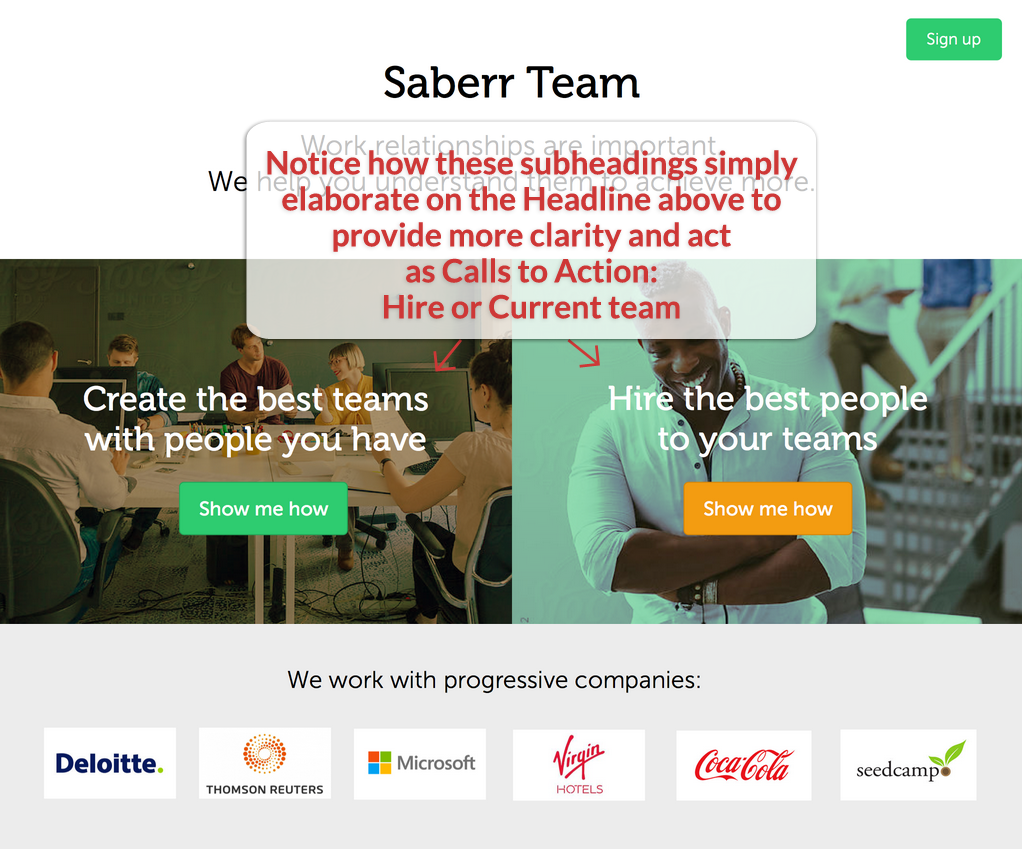 Sign up
Saberr Team
Work relationships are important
Notice how these subheadings simply
We help you understand them to achieve more.
elaborate on the Headline above to
provide more clarity and act
as Calls to Action:
Hire or Current team
Create the best teams
with people you have
Show me how
Hire the best people
to your teams
Show me how
We work with progressive companies:
Deloitte.
THOMSON REUTERS
Microsoft
Virgin
HOTELS
Coca-Cola
seedcamp